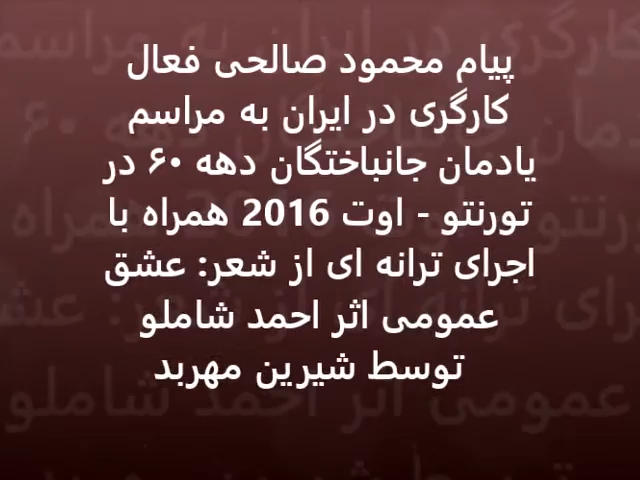 پیام محمود صالحی فعال
کارگری در ایران به مراسم
یادمان جانباختگان دهه ۶۰ در
تورنتو - اوت 2016 همراه با
اجرای ترانه ای از شعر: عشق
عمومی اثر احمد شاملو
توسط شیرین مهربد